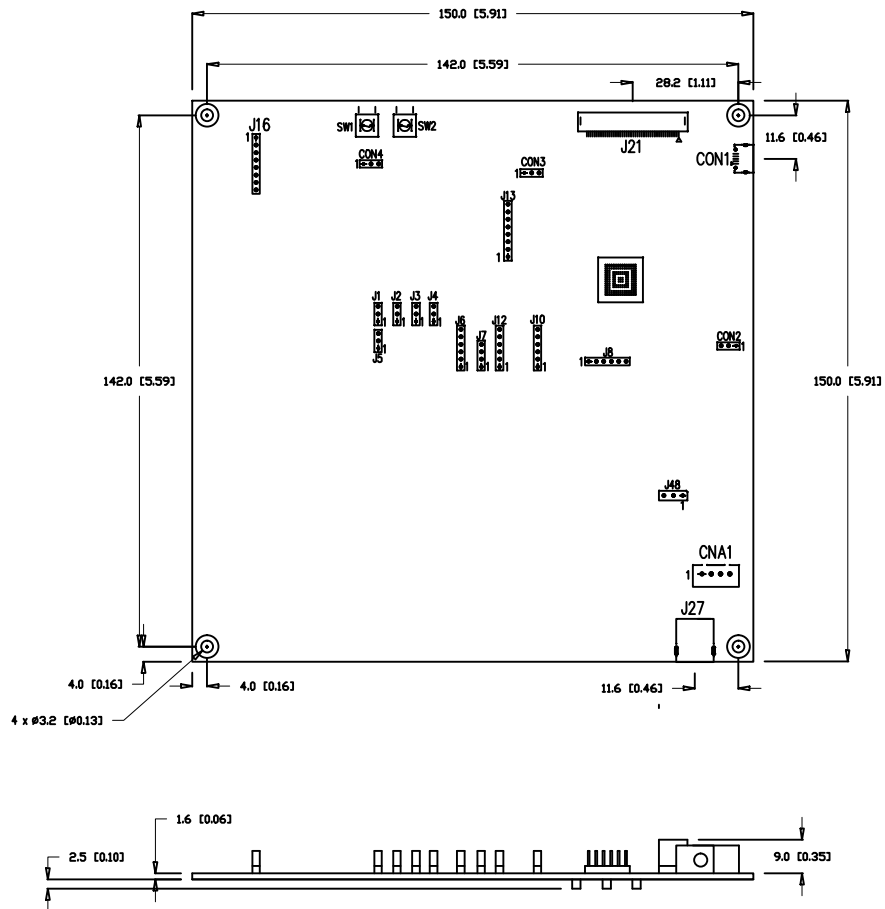 150.0 [5.91]
142.0 [5.59]
28.2 [1.11]
J16
1
SW1
SW2
J21
11.6 [0.46]
CON1
CON4
1
CON3
1
J13
1
J1
J2
J3
J4
1
1
1
1
J5
1
J6
J7
J12
J10
1
1
1
1
J8
1
CON2
1
142.0 [5.59]
150.0 [5.91]
J48
1
CNA1
1
J27
4.0 [0.16]
4.0 [0.16]
11.6 [0.46]
4 x ø3.2 [ø0.13]
1.6 [0.06]
2.5 [0.10]
9.0 [0.35]